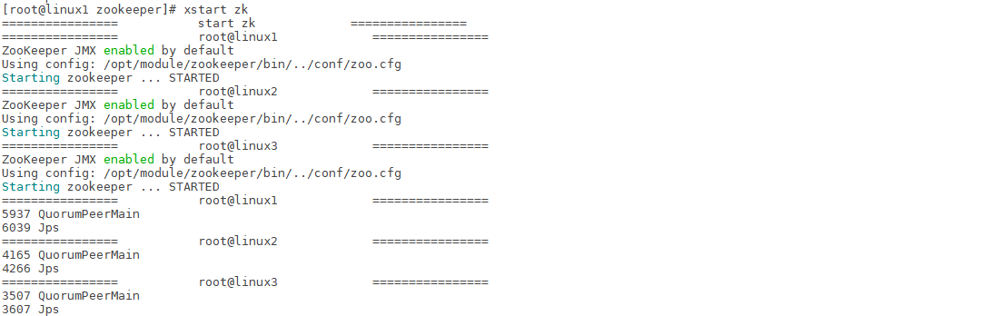 [root@linux1 zookeeper]# xstart zk
================ start zk ================
================ root@linux1 ================
ZooKeeper JMX enabled by default
Using config: /opt/module/zookeeper/bin/../conf/zoo.cfg
Starting zookeeper ... STARTED
================ root@linux2 ================
ZooKeeper JMX enabled by default
Using config: /opt/module/zookeeper/bin/../conf/zoo.cfg
Starting zookeeper ... STARTED
================ root@linux3 ================
ZooKeeper JMX enabled by default
Using config: /opt/module/zookeeper/bin/../conf/zoo.cfg
Starting zookeeper ... STARTED
================ root@linux1 ================
5937 QuorumPeerMain
6039 Jps
================ root@linux2 ================
4165 QuorumPeerMain
4266 Jps
================ root@linux3 ================
3507 QuorumPeerMain
3607 Jps